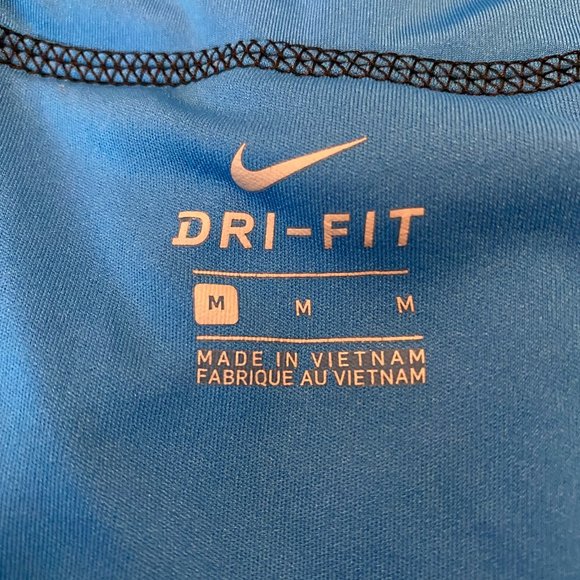 DRI-FIT
M M M
MADE IN VIETNAM
FABRIQUE AU VIETNAM